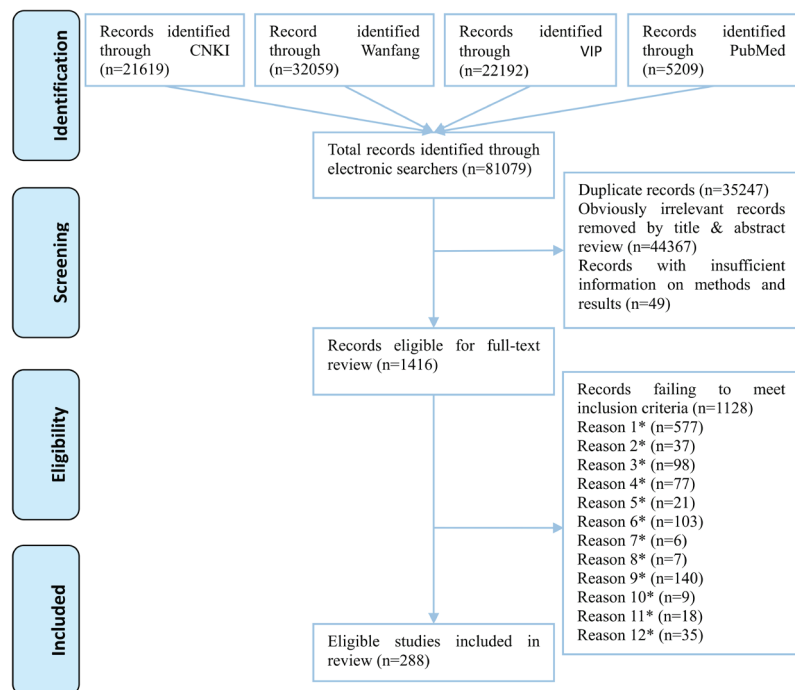 Identification
Records identified
through CNKI
(n=21619)
Record identified
through Wanfang
(n=32059)
Records identified
through VIP
(n=22192)
Records identified
through PubMed
(n=5209)
Total records identified through
electronic searchers (n=81079)
Screening
Duplicate records (n=35247)
Obviously irrelevant records
removed by title & abstract
review (n=44367)
Records with insufficient
information on methods and
results (n=49)
Records eligible for full-text
review (n=1416)
Eligibility
Records failing to meet
inclusion criteria (n=1128)
Reason 1* (n=577)
Reason 2* (n=37)
Reason 3* (n=98)
Reason 4* (n=77)
Reason 5* (n=21)
Reason 6* (n=103)
Reason 7* (n=6)
Reason 8* (n=7)
Reason 9* (n=140)
Reason 10* (n=9)
Reason 11* (n=18)
Reason 12* (n=35)
Included
Eligible studies included in
review (n=288)